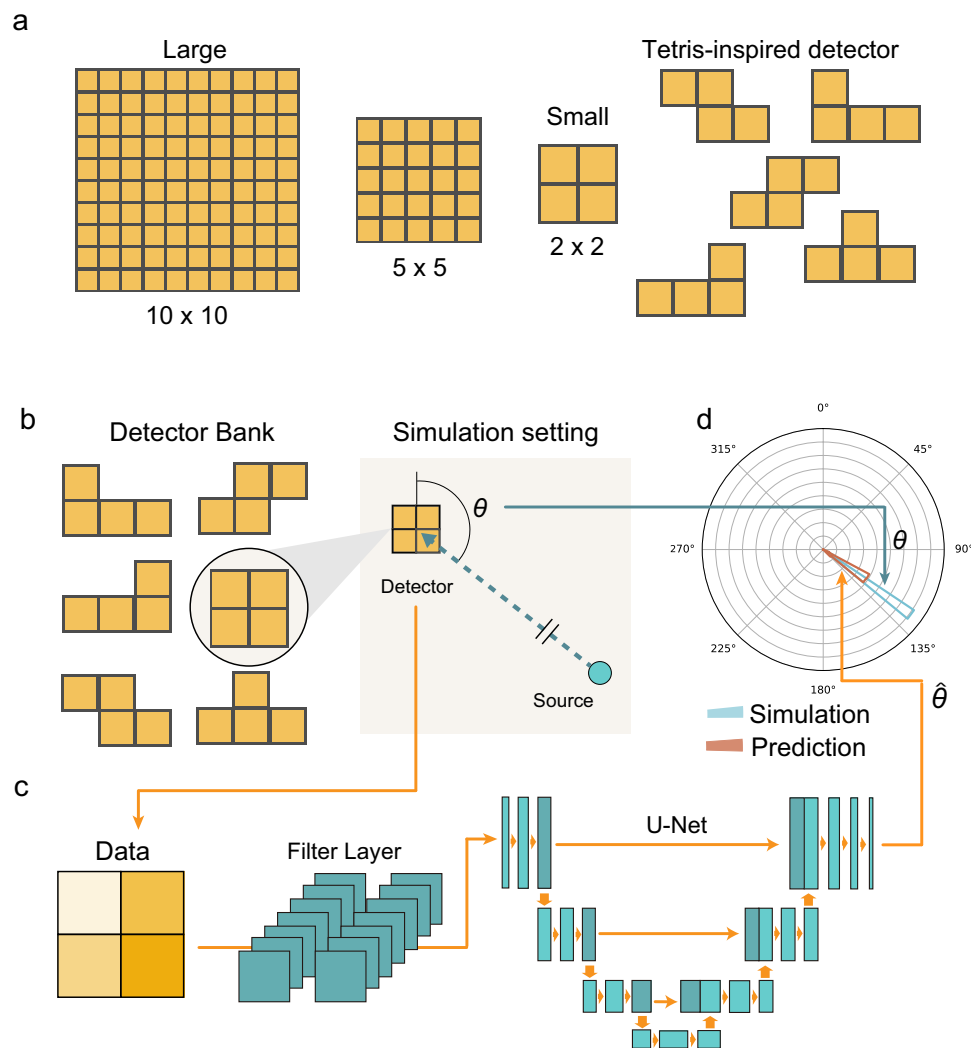 a
Large
Tetris-inspired detector
Small
10 x 10
5 x 5
2 x 2
b
Detector Bank
Simulation setting
θ
Detector
Source
d
0°
45°
90°
135°
180°
225°
270°
315°
θ
θ̂
Simulation
Prediction
c
Data
Filter Layer
U-Net